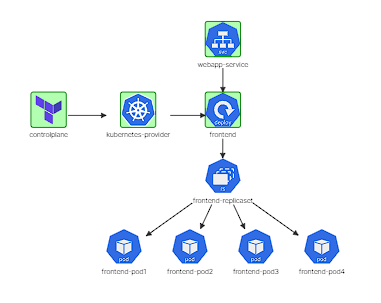 svc
webapp-service
controlplane
kubernetes-provider
deploy
frontend
rs
frontend-replicaset
pod
pod
pod
pod
frontend-pod1
frontend-pod2
frontend-pod3
frontend-pod4